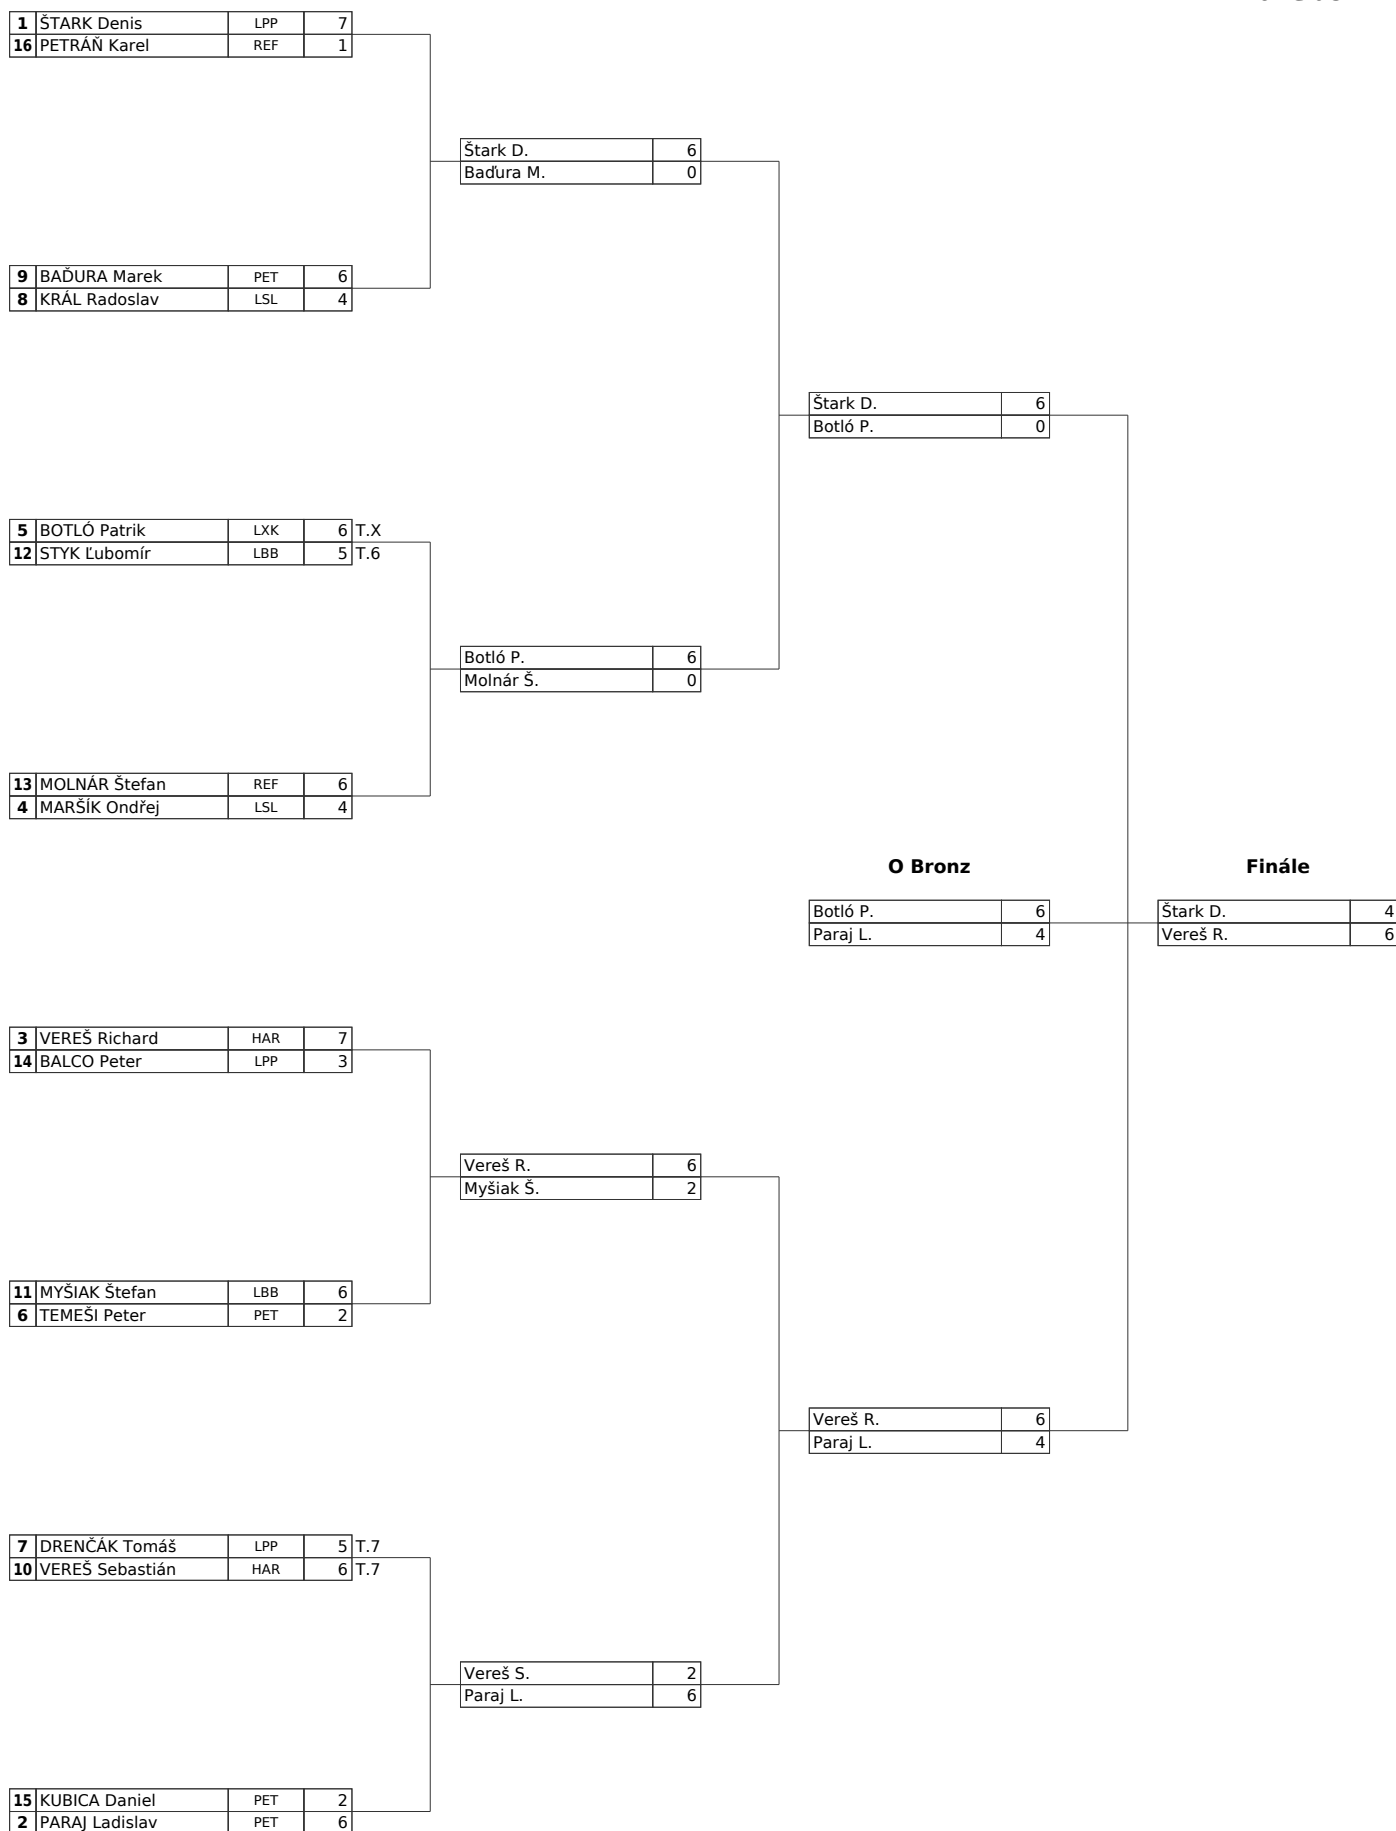 1 ŠTARK Denis LPP 7
16 PETRÁŇ Karel REF 1
Štark D. 6
Baďura M. 0
9 BAĎURA Marek PET 6
8 KRÁL Radoslav LSL 4
Štark D. 6
Botló P. 0
5 BOTLÓ Patrik LXK 6 T.X
12 STYK Ľubomír LBB 5 T.6
Botló P. 6
Molnár Š. 0
13 MOLNÁR Štefan REF 6
4 MARŠÍK Ondřej LSL 4
O Bronz Finále
Botló P. 6 Štark D. 4
Paraj L. 4 Vereš R. 6
3 VEREŠ Richard HAR 7
14 BALCO Peter LPP 3
Vereš R. 6
Myšiak Š. 2
11 MYŠIAK Štefan LBB 6
6 TEMEŠI Peter PET 2
Vereš R. 6
Paraj L. 4
7 DRENČÁK Tomáš LPP 5 T.7
10 VEREŠ Sebastián HAR 6 T.7
Vereš S. 2
Paraj L. 6
15 KUBICA Daniel PET 2
2 PARAJ Ladislav PET 6